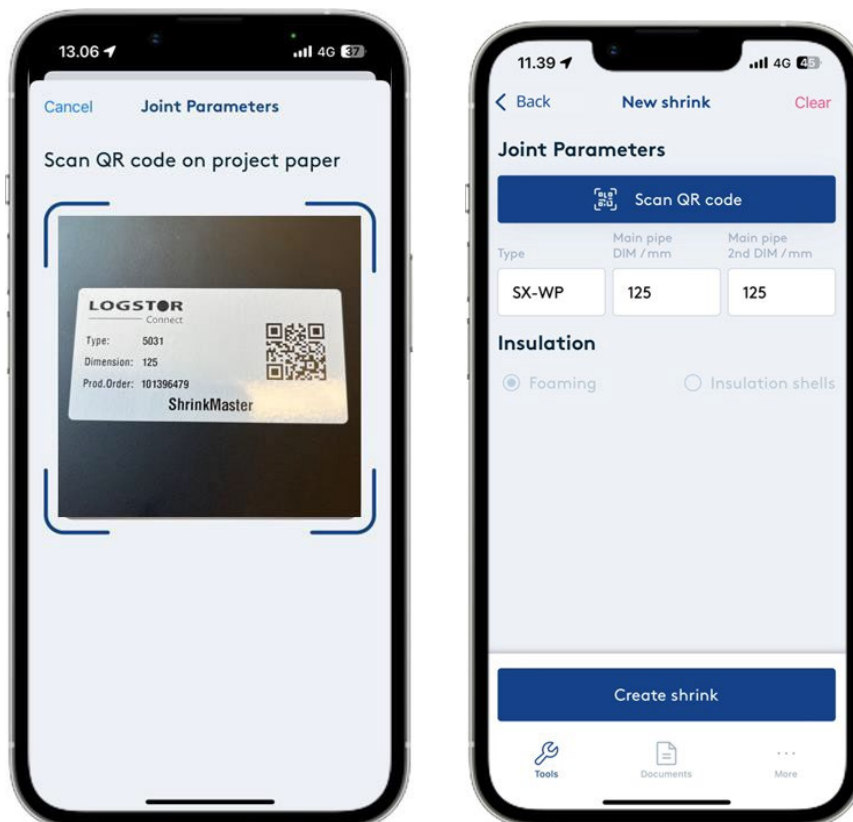 13.06
4G 37
Cancel Joint Parameters
Scan QR code on project paper
LOGSTOR
Connect
Type: 5031
Dimension: 125
Prod.Order: 101396479
ShrinkMaster
11.39
4G 45
Back New shrink Clear
Joint Parameters
Scan QR code
Type Main pipe DIM / mm Main pipe 2nd DIM / mm
SX-WP 125 125
Insulation
Foaming Insulation shells
Create shrink
Tools Documents More